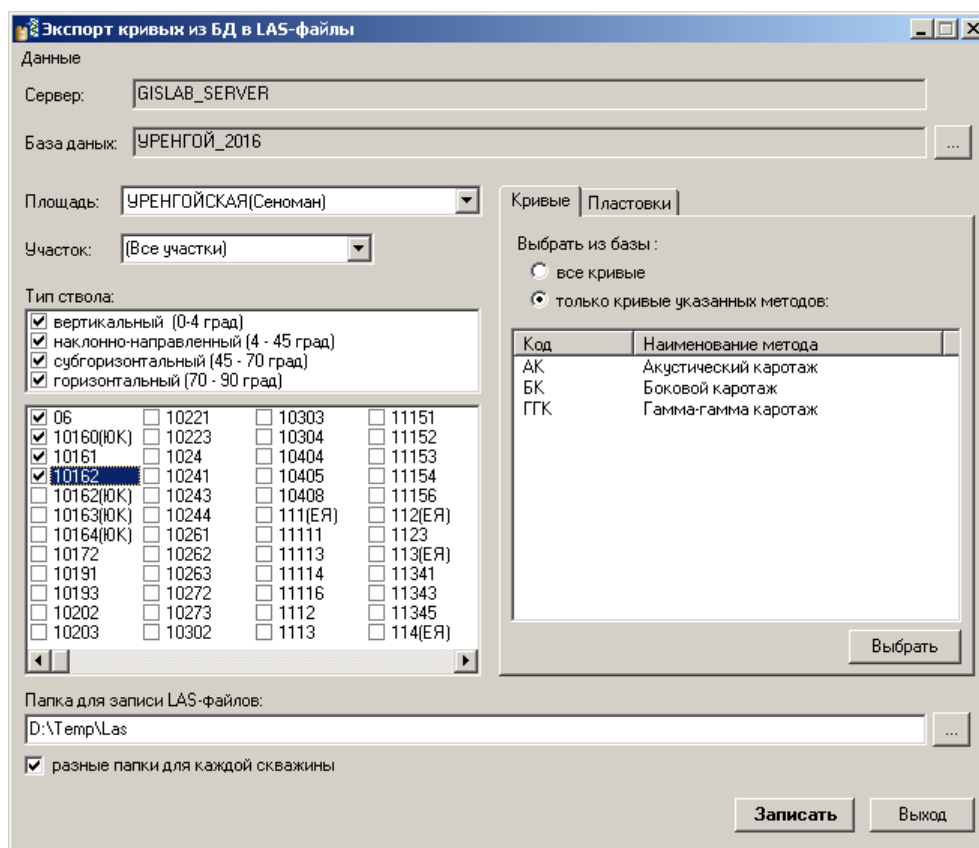 Экспорт кривых из БД в LAS-файлы
Данные
Сервер: GISLAB_SERVER
База даных: УРЕНГОЙ_2016 ...
Площадь: УРЕНГОЙСКАЯ(Сеноман)
Участок: (Все участки)
Тип ствола:
вертикальный (0-4 град)
наклонно-направленный (4 - 45 град)
субгоризонтальный (45 - 70 град)
горизонтальный (70 - 90 град)
06 10221 10303 11151
10160(ЮК) 10223 10304 11152
10161 1024 10404 11153
10162 10241 10405 11154
10162(ЮК) 10243 10408 11156
10163(ЮК) 10244 111(ЕЯ) 112(ЕЯ)
10164(ЮК) 10261 11111 1123
10172 10262 11113 113(ЕЯ)
10191 10263 11114 11341
10193 10272 11116 11343
10202 10273 1112 11345
10203 10302 1113 114(ЕЯ)
Кривые Пластовки
Выбрать из базы :
все кривые
только кривые указанных методов:
Код Наименование метода
АК Акустический каротаж
БК Боковой каротаж
ГГК Гамма-гамма каротаж
Выбрать
Папка для записи LAS-файлов:
D:\Temp\Las ...
разные папки для каждой скважины
Записать Выход